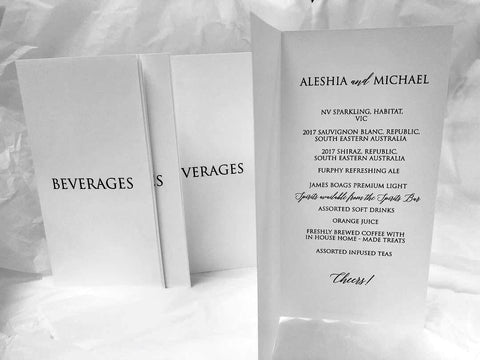 BEVERAGES
S
VERAGES
ALESHIA and MICHAEL
NV SPARKLING, HABITAT,
VIC
2017 SAUVIGNON BLANC, REPUBLIC,
SOUTH EASTERN AUSTRALIA
2017 SHIRAZ, REPUBLIC,
SOUTH EASTERN AUSTRALIA
FURPHY REFRESHING ALE
JAMES BOAGS PREMIUM LIGHT
Spirits available from the Spirits Bar
ASSORTED SOFT DRINKS
ORANGE JUICE
FRESHLY BREWED COFFEE WITH
IN HOUSE HOME - MADE TREATS
ASSORTED INFUSED TEAS
Cheers!